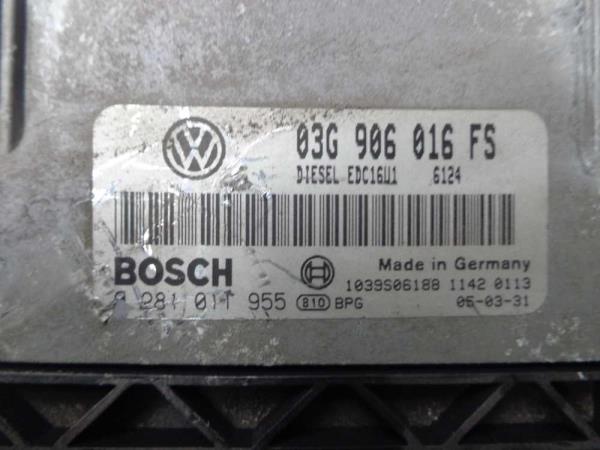 03G 906 016 FS
DIESEL EDC16U1 6124
BOSCH
Made in Germany
1039S06188 1142 0113
0 281 011 955 810 BPG
05-03-31